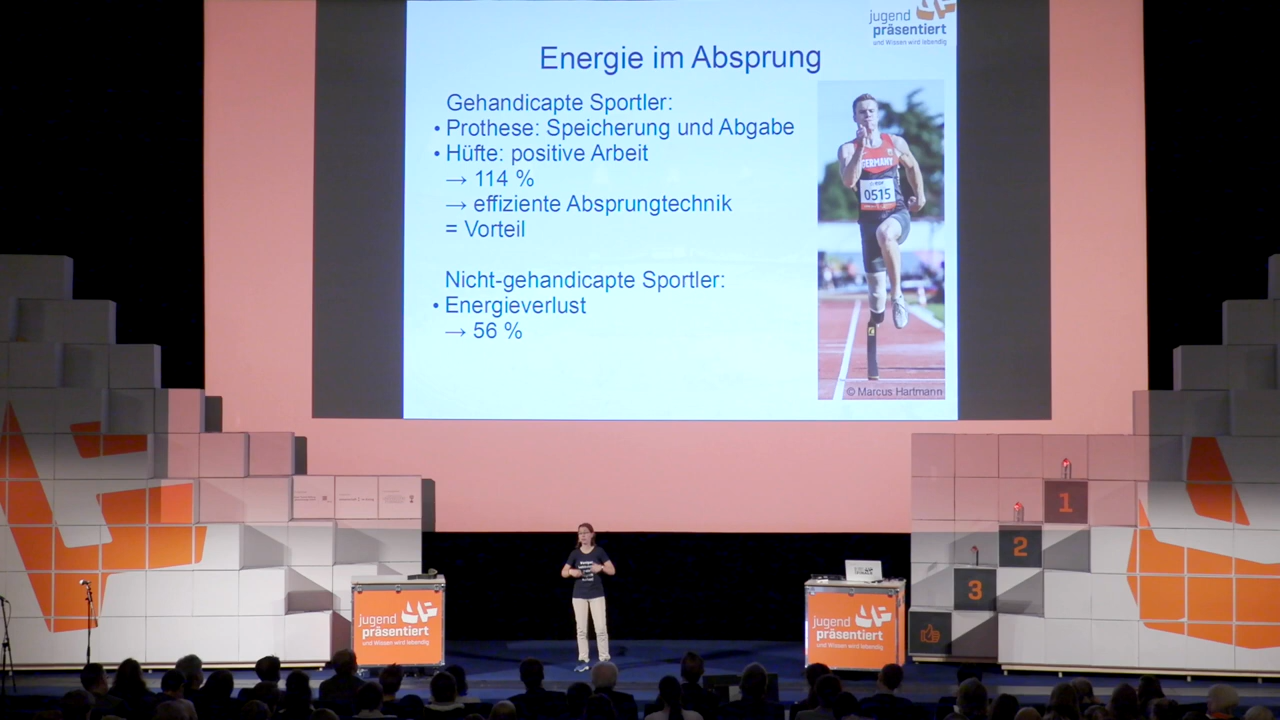 jugend
präsentiert
und Wissen wird lebendig
Energie im Absprung
Gehandicapte Sportler:
• Prothese: Speicherung und Abgabe
• Hüfte: positive Arbeit
→ 114 %
→ effiziente Absprungtechnik
= Vorteil
Nicht-gehandicapte Sportler:
• Energieverlust
→ 56 %
GERMANY
0515
© Marcus Hartmann
1
2
3
jugend
präsentiert
und Wissen wird lebendig
jugend
präsentiert
und Wissen wird lebendig